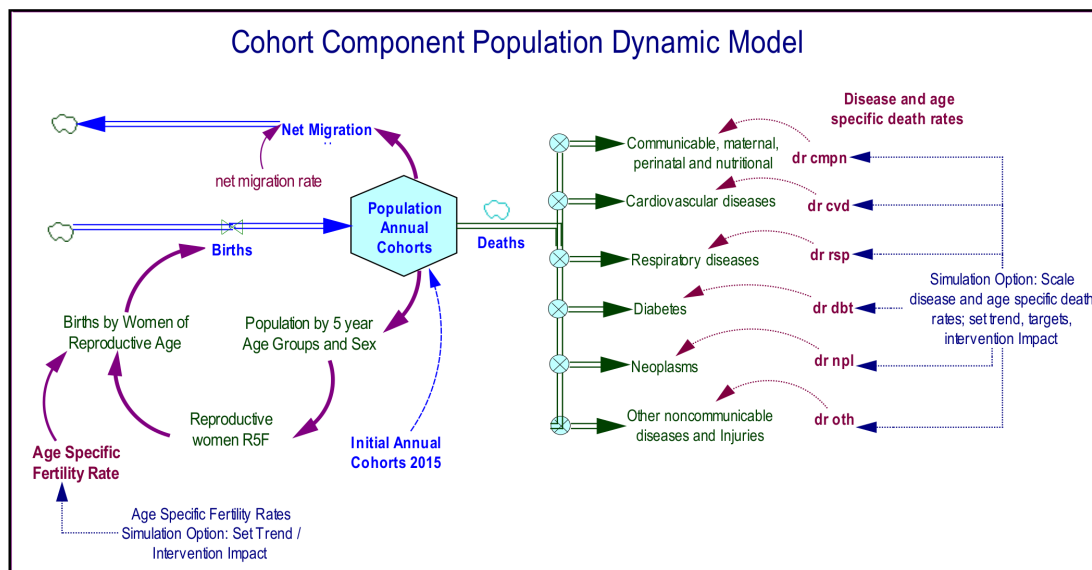 Cohort Component Population Dynamic Model
Net Migration
net migration rate
Population
Annual
Cohorts
Births
Deaths
Births by Women of
Reproductive Age
Population by 5 year
Age Groups and Sex
Reproductive
women R5F
Age Specific
Fertility Rate
Initial Annual
Cohorts 2015
Age Specific Fertility Rates
Simulation Option: Set Trend /
Intervention Impact
Disease and age
specific death rates
Communicable, maternal,
perinatal and nutritional
dr cmpn
Cardiovascular diseases
dr cvd
Respiratory diseases
dr rsp
Diabetes
dr dbt
Neoplasms
dr npl
Other noncommunicable
diseases and Injuries
dr oth
Simulation Option: Scale
disease and age specific death
rates; set trend, targets,
intervention Impact